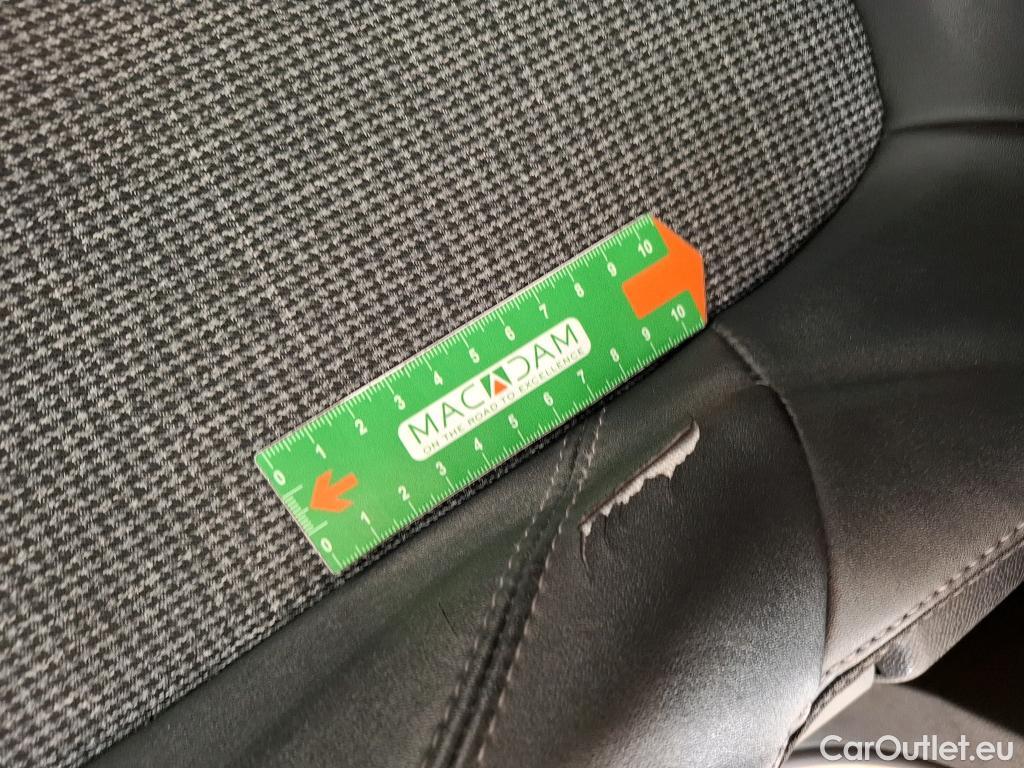 0 1 2 3 4 5 6 7 8 9 10
MACADAM
ON THE ROAD TO EXCELLENCE
0 1 2 3 4 5 6 7 8 9 10
CarOutlet.eu